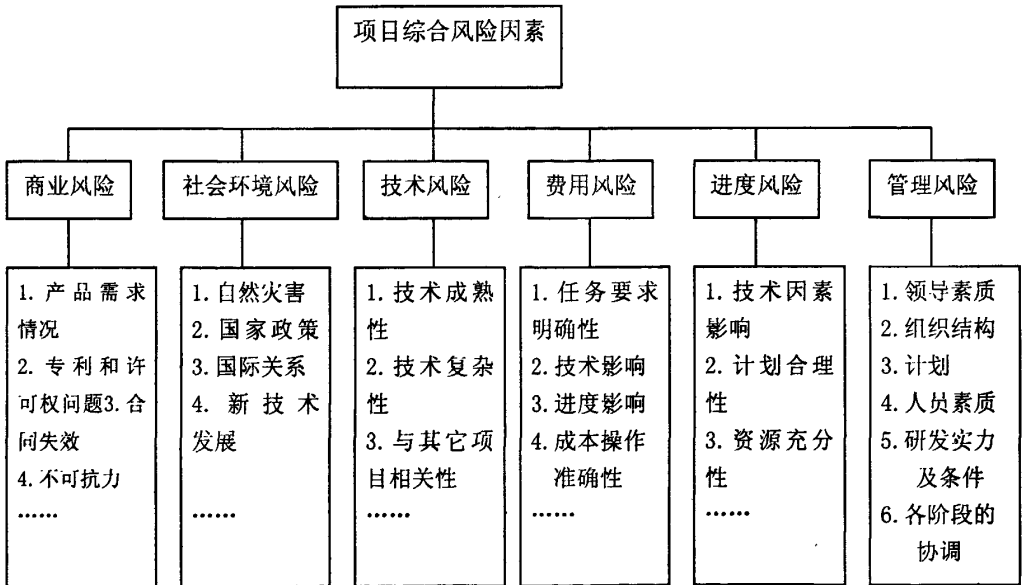 项目综合风险因素
商业风险
社会环境风险
技术风险
费用风险
进度风险
管理风险
1. 产品需求
情况
2. 专利和许
可权问题3. 合
同失效
4. 不可抗力
……
1. 自然灾害
2. 国家政策
3. 国际关系
4. 新技术
发展
……
1. 技术成熟
性
2. 技术复杂
性
3. 与其它项
目相关性
……
1. 任务要求
明确性
2. 技术影响
3. 进度影响
4. 成本操作
准确性
……
1. 技术因素
影响
2. 计划合理
性
3. 资源充分
性
……
1. 领导素质
2. 组织结构
3. 计划
4. 人员素质
5. 研发实力
及条件
6. 各阶段的
协调